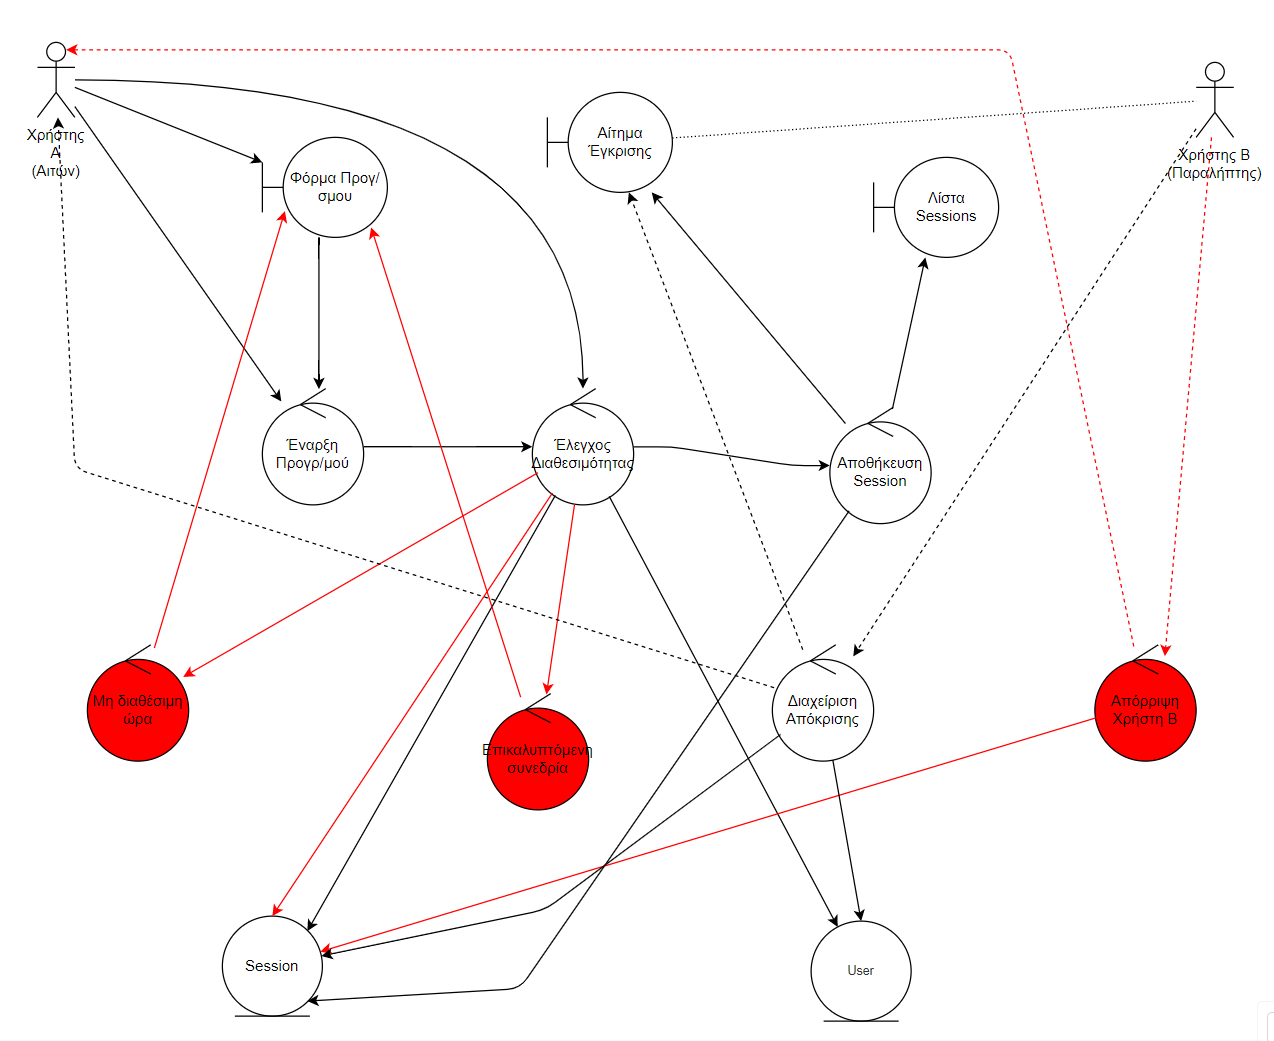 Χρήστης
Α
(Αιτών)
Φόρμα Προγ/
σμου
Αίτημα
Έγκρισης
Χρήστης Β
(Παραλήπτης)
Λίστα
Sessions
Έναρξη
Προγρ/μού
Έλεγχος
Διαθεσιμότητας
Αποθήκευση
Session
Μη διαθέσιμη
ώρα
Επικαλυπτόμενη
συνεδρία
Διαχείριση
Απόκρισης
Απόρριψη
Χρήστη Β
Session
User